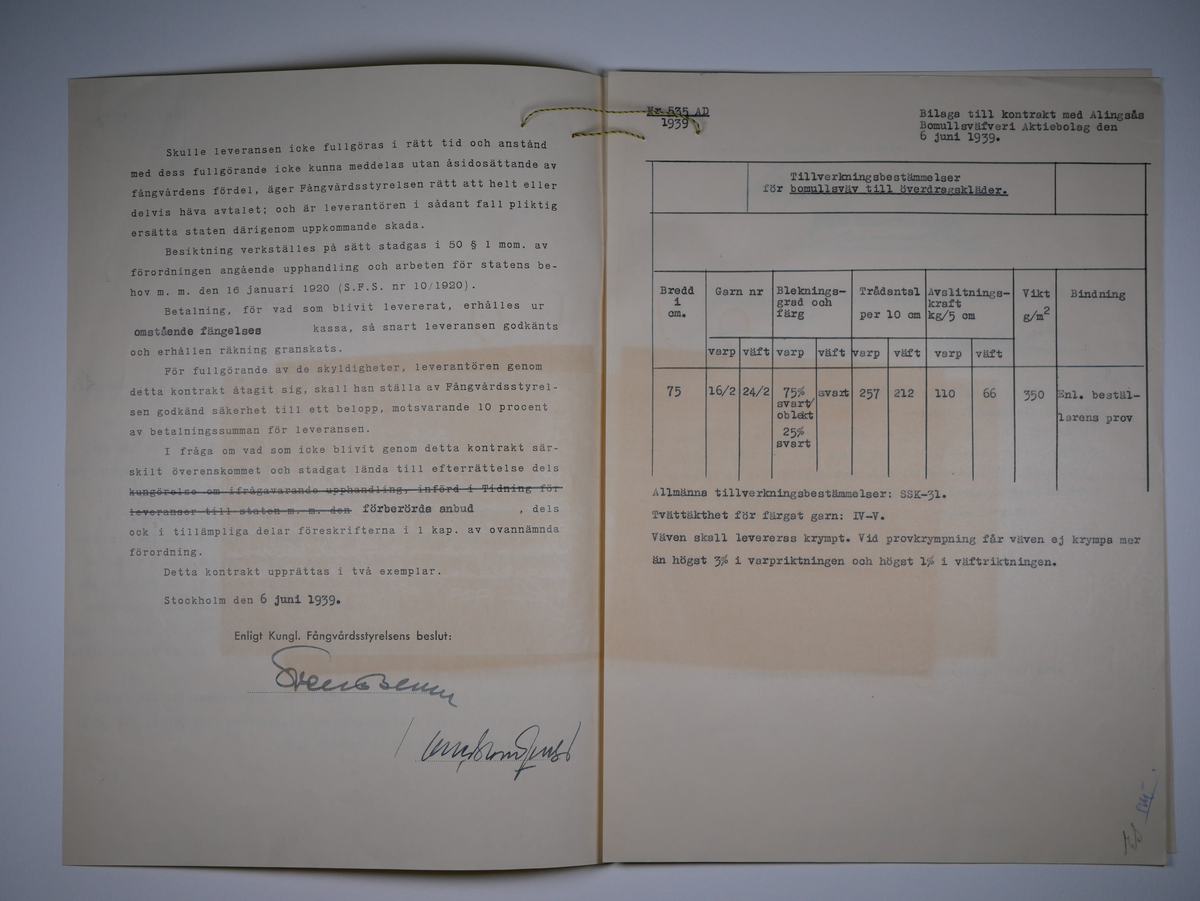 Skulle leveransen icke fullgöras i rätt tid och anstånd
med dess fullgörande icke kunna meddelas utan åsidosättande av
fångvårdens fördel, äger Fångvårdsstyrelsen rätt att helt eller
delvis häva avtalet; och är leverantören i sådant fall pliktig
ersätta staten därigenom uppkommande skada.
Besiktning verkställes på sätt stadgas i 50 § 1 mom. av
förordningen angående upphandling och arbeten för statens be-
hov m. m. den 16 januari 1920 (S.F.S. nr 10/1920).
Betalning, för vad som blivit levererat, erhålles ur
omstående fängelses kassa, så snart leveransen godkänts
och erhållen räkning granskats.
För fullgörande av de skyldigheter, leverantören genom
detta kontrakt åtagit sig, skall han ställa av Fångvårdsstyrel-
sen godkänd säkerhet till ett belopp, motsvarande 10 procent
av betalningssumman för leveransen.
I fråga om vad som icke blivit genom detta kontrakt sär-
skilt överenskommet och stadgat lända till efterrättelse dels
kungörelse om ifrågavarande upphandling, införd i Tidning för
leveranser till staten m. m. den förberörda anbud , dels
ock i tillämpliga delar föreskrifterna i 1 kap. av ovannämnda
förordning.
Detta kontrakt upprättas i två exemplar.
Stockholm den 6 juni 1939.
Enligt Kungl. Fångvårdsstyrelsens beslut:
Nr 535 AD
1939
Bilaga till kontrakt med Alingsås
Bomullsväfveri Aktiebolag den
6 juni 1939.
Tillverkningsbestämmelser
för bomullsväv till överdragskläder.
Bredd i cm. Garn nr Bleknings-grad och färg Trådantal per 10 cm Avslitnings-kraft kg/5 cm Vikt g/m² Bindning
varp väft varp väft varp väft varp väft
75 16/2 24/2 75% svart 257 212 110 66 350 Enl. bestäl-
svart/ larens prov
oblekt
25%
svart
Allmänna tillverkningsbestämmelser: SSK-31.
Tvättäkthet för färgat garn: IV-V.
Väven skall levereras krympt. Vid provkrympning får väven ej krympa mer
än högst 3% i varpriktningen och högst 1% i väftriktningen.